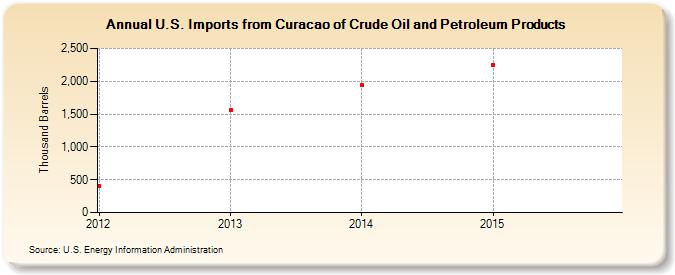 Annual U.S. Imports from Curacao of Crude Oil and Petroleum Products
Thousand Barrels
2,500
2,000
1,500
1,000
500
0
2012 2013 2014 2015
Source: U.S. Energy Information Administration